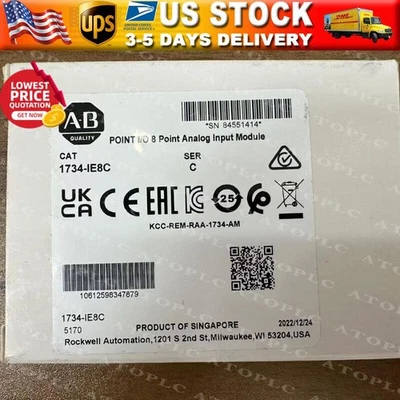 UPS
US STOCK
3-5 DAYS DELIVERY
DHL
LOWEST
PRICE
QUOTATION
GET NOW
AB
QUALITY
*SN 84551414*
POINT I/O 8 Point Analog Input Module
CAT
SER
1734-IE8C
C
UK
CA
CE
EAC
25
KCC-REM-RAA-1734-AM
10612598347879
1734-IE8C
5170
PRODUCT OF SINGAPORE
2022/12/24
Rockwell Automation, 1201 S 2nd St, Milwaukee, WI 53204, USA
ATOPLC